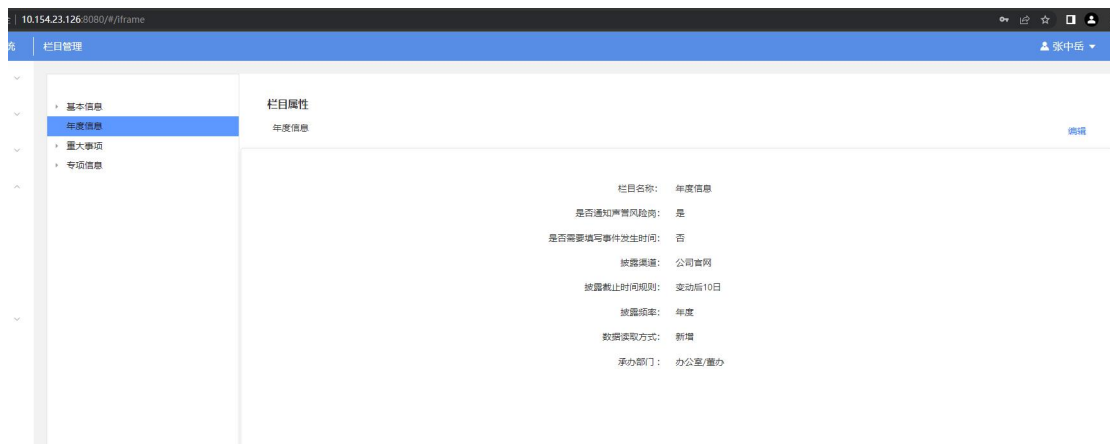 10.154.23.126:8080/#/iframe
统 栏目管理 张中岳
基本信息
年度信息
重大事项
专项信息
栏目属性
年度信息 编辑
栏目名称： 年度信息
是否通知声管风险岗： 是
是否需要填写事件发生时间： 否
披露渠道： 公司官网
披露截止时间规则： 变动后10日
披露频率： 年度
数据读取方式： 新增
承办部门： 办公室/董办